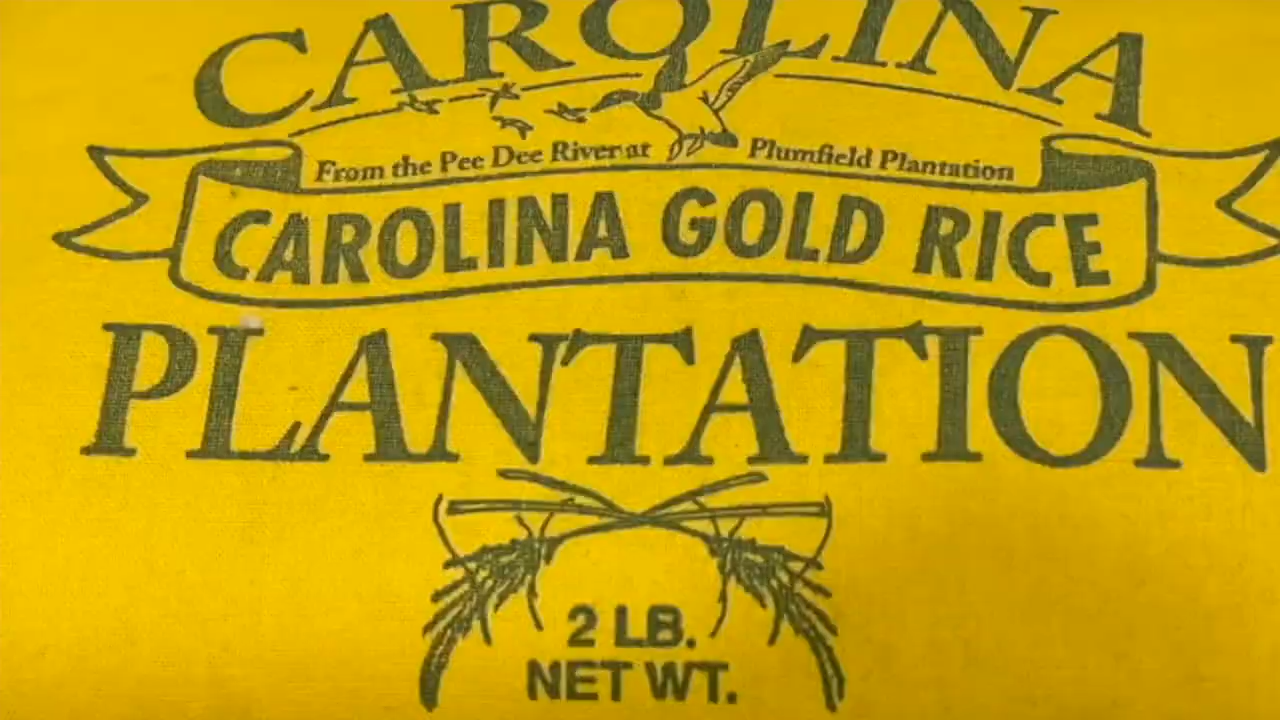 CAROLINA
From the Pee Dee River at Plumfield Plantation
CAROLINA GOLD RICE
PLANTATION
2 LB.
NET WT.